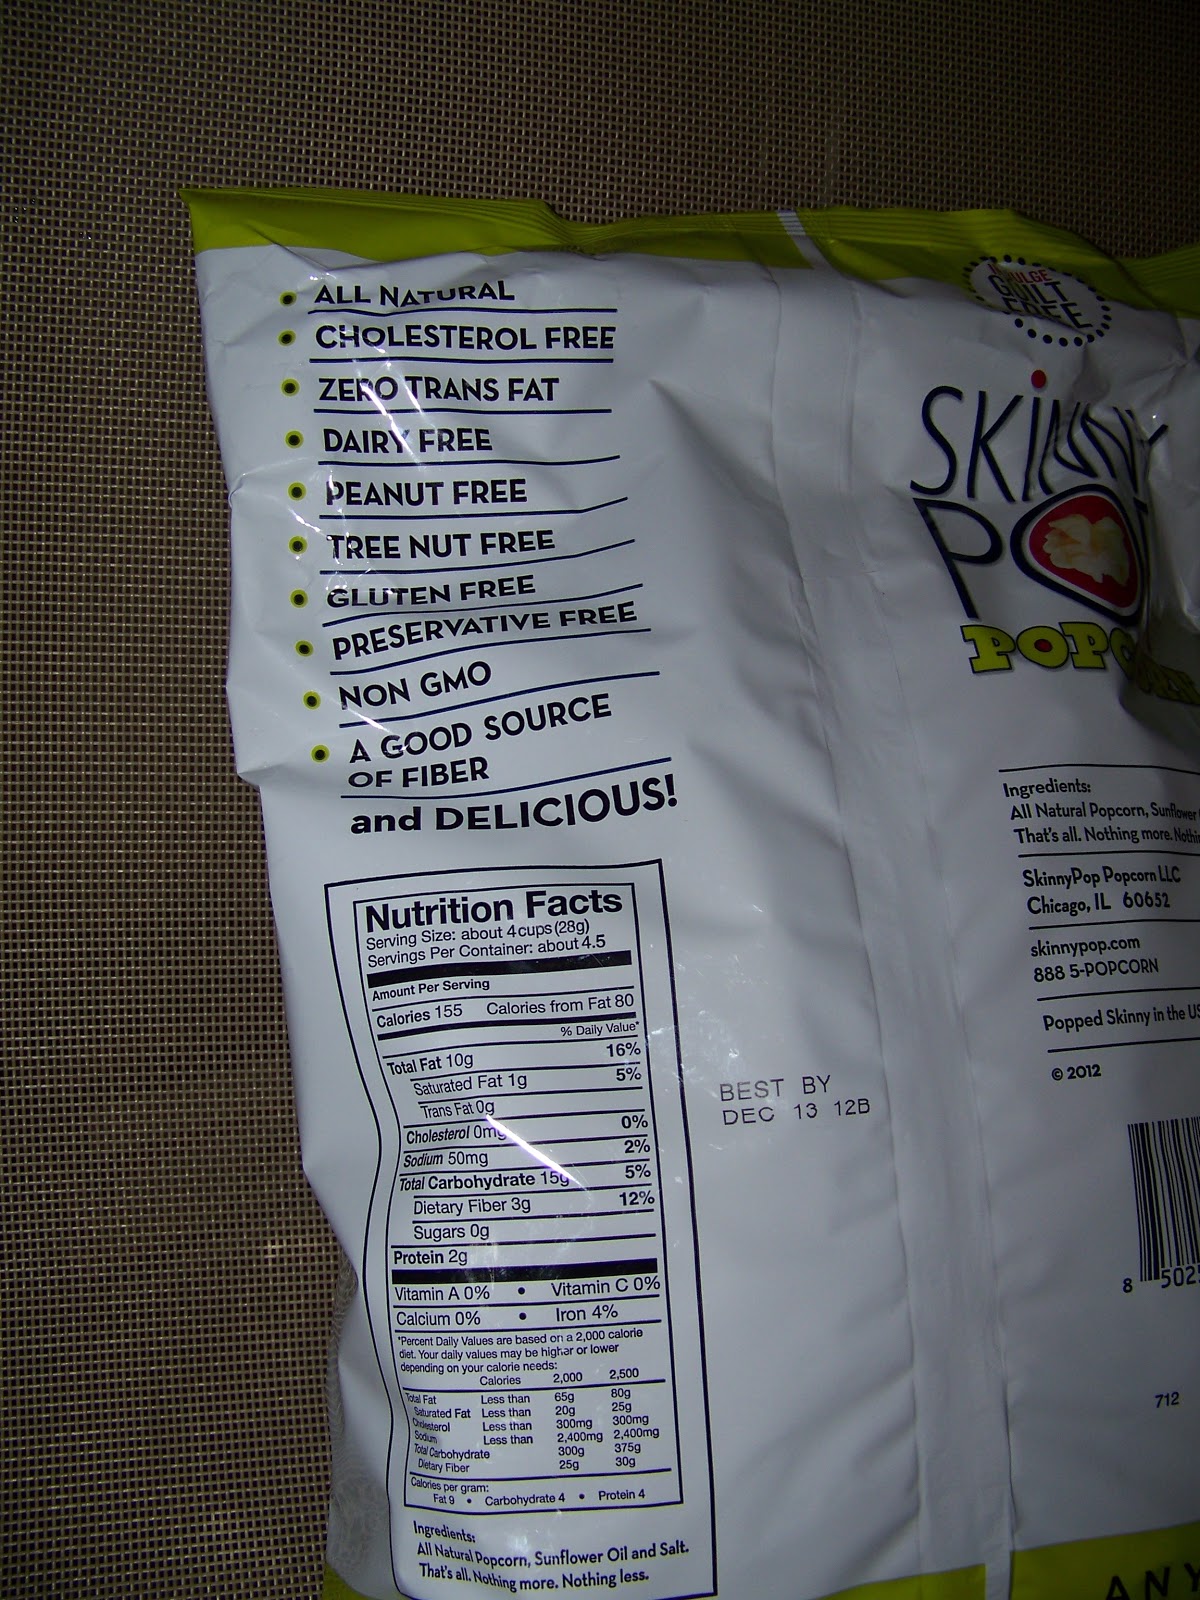 ALL NATURAL
CHOLESTEROL FREE
ZERO TRANS FAT
DAIRY FREE
PEANUT FREE
TREE NUT FREE
GLUTEN FREE
PRESERVATIVE FREE
NON GMO
A GOOD SOURCE
OF FIBER
and DELICIOUS!
Nutrition Facts
Serving Size: about 4 cups (28g)
Servings Per Container: about 4.5
Amount Per Serving
Calories 155 Calories from Fat 80
% Daily Value*
Total Fat 10g 16%
Saturated Fat 1g 5%
Trans Fat 0g
Cholesterol 0mg 0%
Sodium 50mg 2%
Total Carbohydrate 15g 5%
Dietary Fiber 3g 12%
Sugars 0g
Protein 2g
Vitamin A 0% • Vitamin C 0%
Calcium 0% • Iron 4%
*Percent Daily Values are based on a 2,000 calorie
diet. Your daily values may be higher or lower
depending on your calorie needs:
Calories 2,000 2,500
Total Fat Less than 65g 80g
Saturated Fat Less than 20g 25g
Cholesterol Less than 300mg 300mg
Sodium Less than 2,400mg 2,400mg
Total Carbohydrate 300g 375g
Dietary Fiber 25g 30g
Calories per gram:
Fat 9 • Carbohydrate 4 • Protein 4
Ingredients:
All Natural Popcorn, Sunflower Oil and Salt.
That's all. Nothing more. Nothing less.
BEST BY
DEC 13 12B
INDULGE
GUILT
FREE
SKINNY
POP
POPCORN
Ingredients:
All Natural Popcorn, Sunflower
That's all. Nothing more. Nothi
SkinnyPop Popcorn LLC
Chicago, IL 60652
skinnypop.com
888 5-POPCORN
Popped Skinny in the US
© 2012
8 502
712
ANY